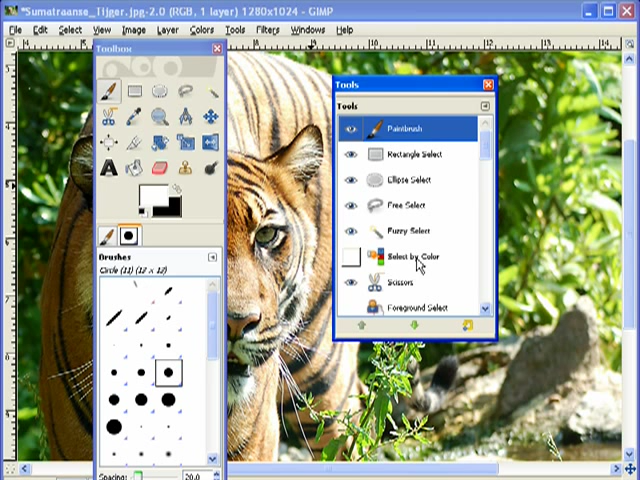 *Sumatraanse_Tijger.jpg-2.0 (RGB, 1 layer) 1280x1024 - GIMP
File Edit Select View Image Layer Colors Tools Filters Windows Help
Toolbox
Brushes
Circle (11) (13 × 13)
Spacing: 20.0
Tools
Tools
Paintbrush
Rectangle Select
Ellipse Select
Free Select
Fuzzy Select
Select by Color
Scissors
Foreground Select